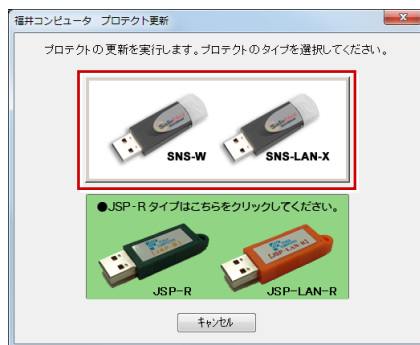 福井コンピュータ プロテクト更新
プロテクトの更新を実行します。プロテクトのタイプを選択してください。
SNS-W
SNS-LAN-X
●JSP-Rタイプはこちらをクリックしてください。
JSP-R
JSP-LAN-R
キャンセル